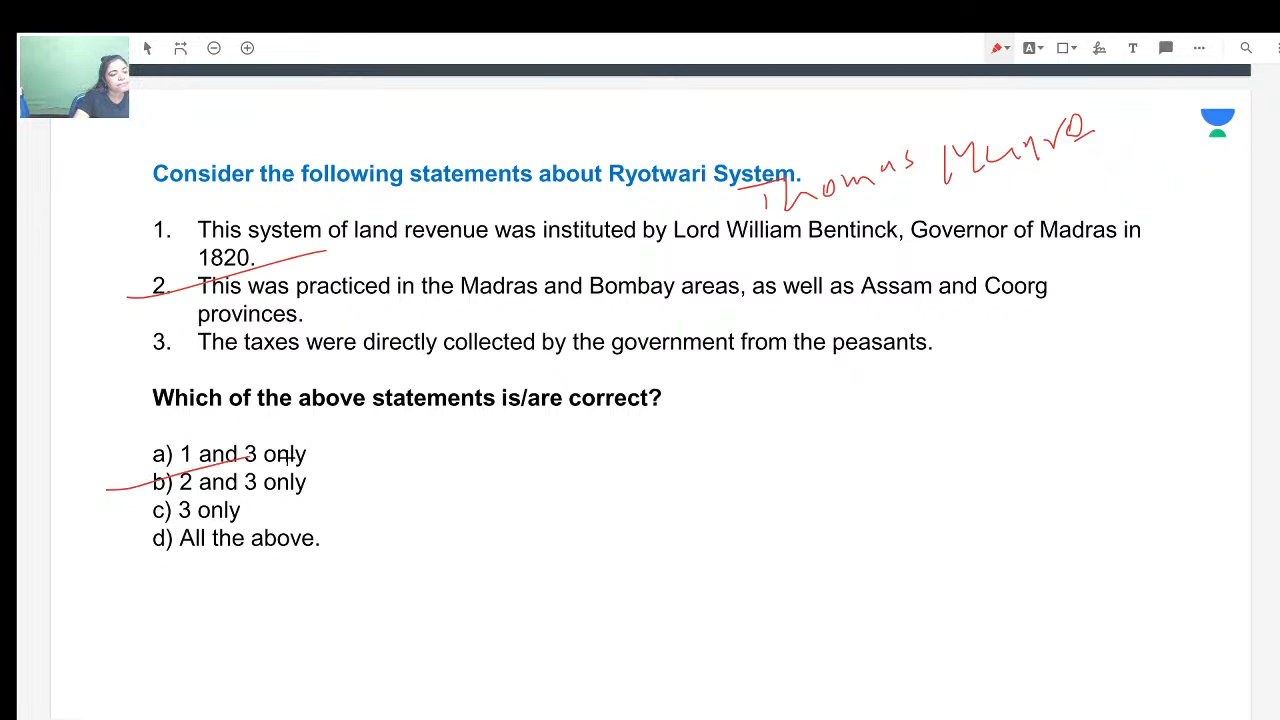 Thomas Munro
Consider the following statements about Ryotwari System.
1. This system of land revenue was instituted by Lord William Bentinck, Governor of Madras in
1820.
2. This was practiced in the Madras and Bombay areas, as well as Assam and Coorg
provinces.
3. The taxes were directly collected by the government from the peasants.
Which of the above statements is/are correct?
a) 1 and 3 only
b) 2 and 3 only
c) 3 only
d) All the above.